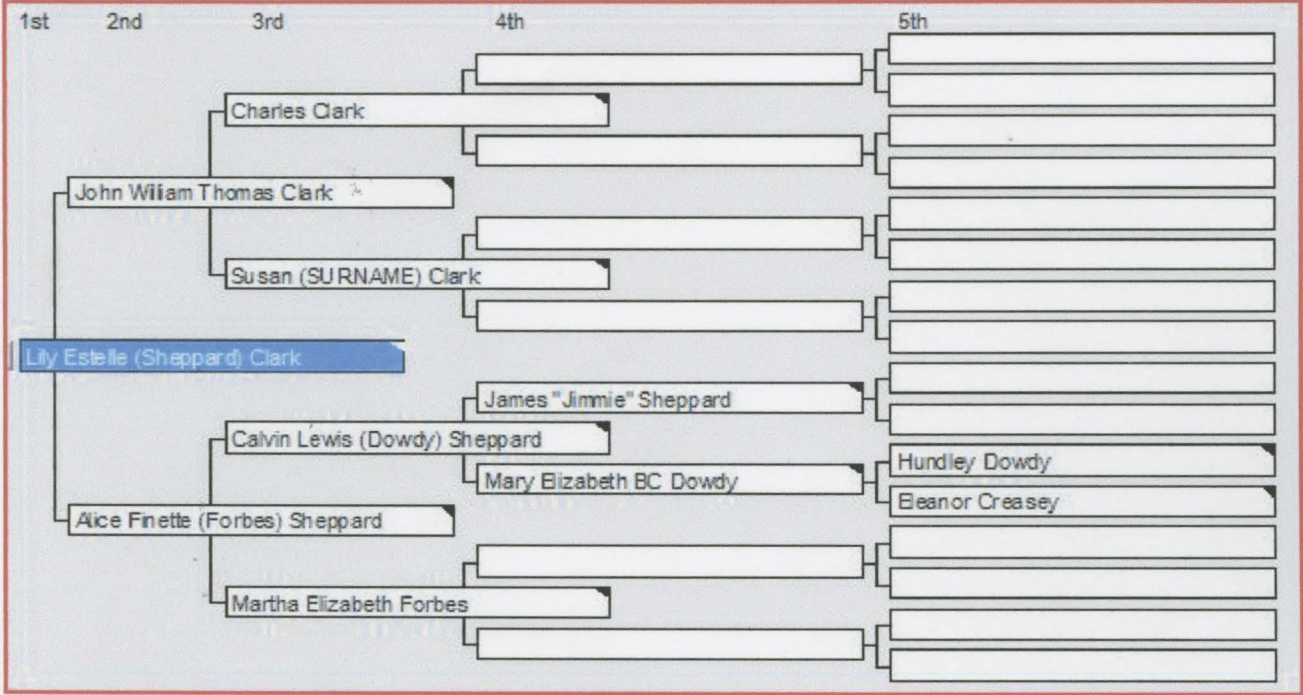 1st 2nd 3rd 4th 5th
Charles Clark
John William Thomas Clark
Susan (SURNAME) Clark
Lily Estelle (Sheppard) Clark
James "Jimmie" Sheppard
Calvin Lewis (Dowdy) Sheppard
Hundley Dowdy
Mary Elizabeth BC Dowdy
Eleanor Creasey
Alice Finette (Forbes) Sheppard
Martha Elizabeth Forbes